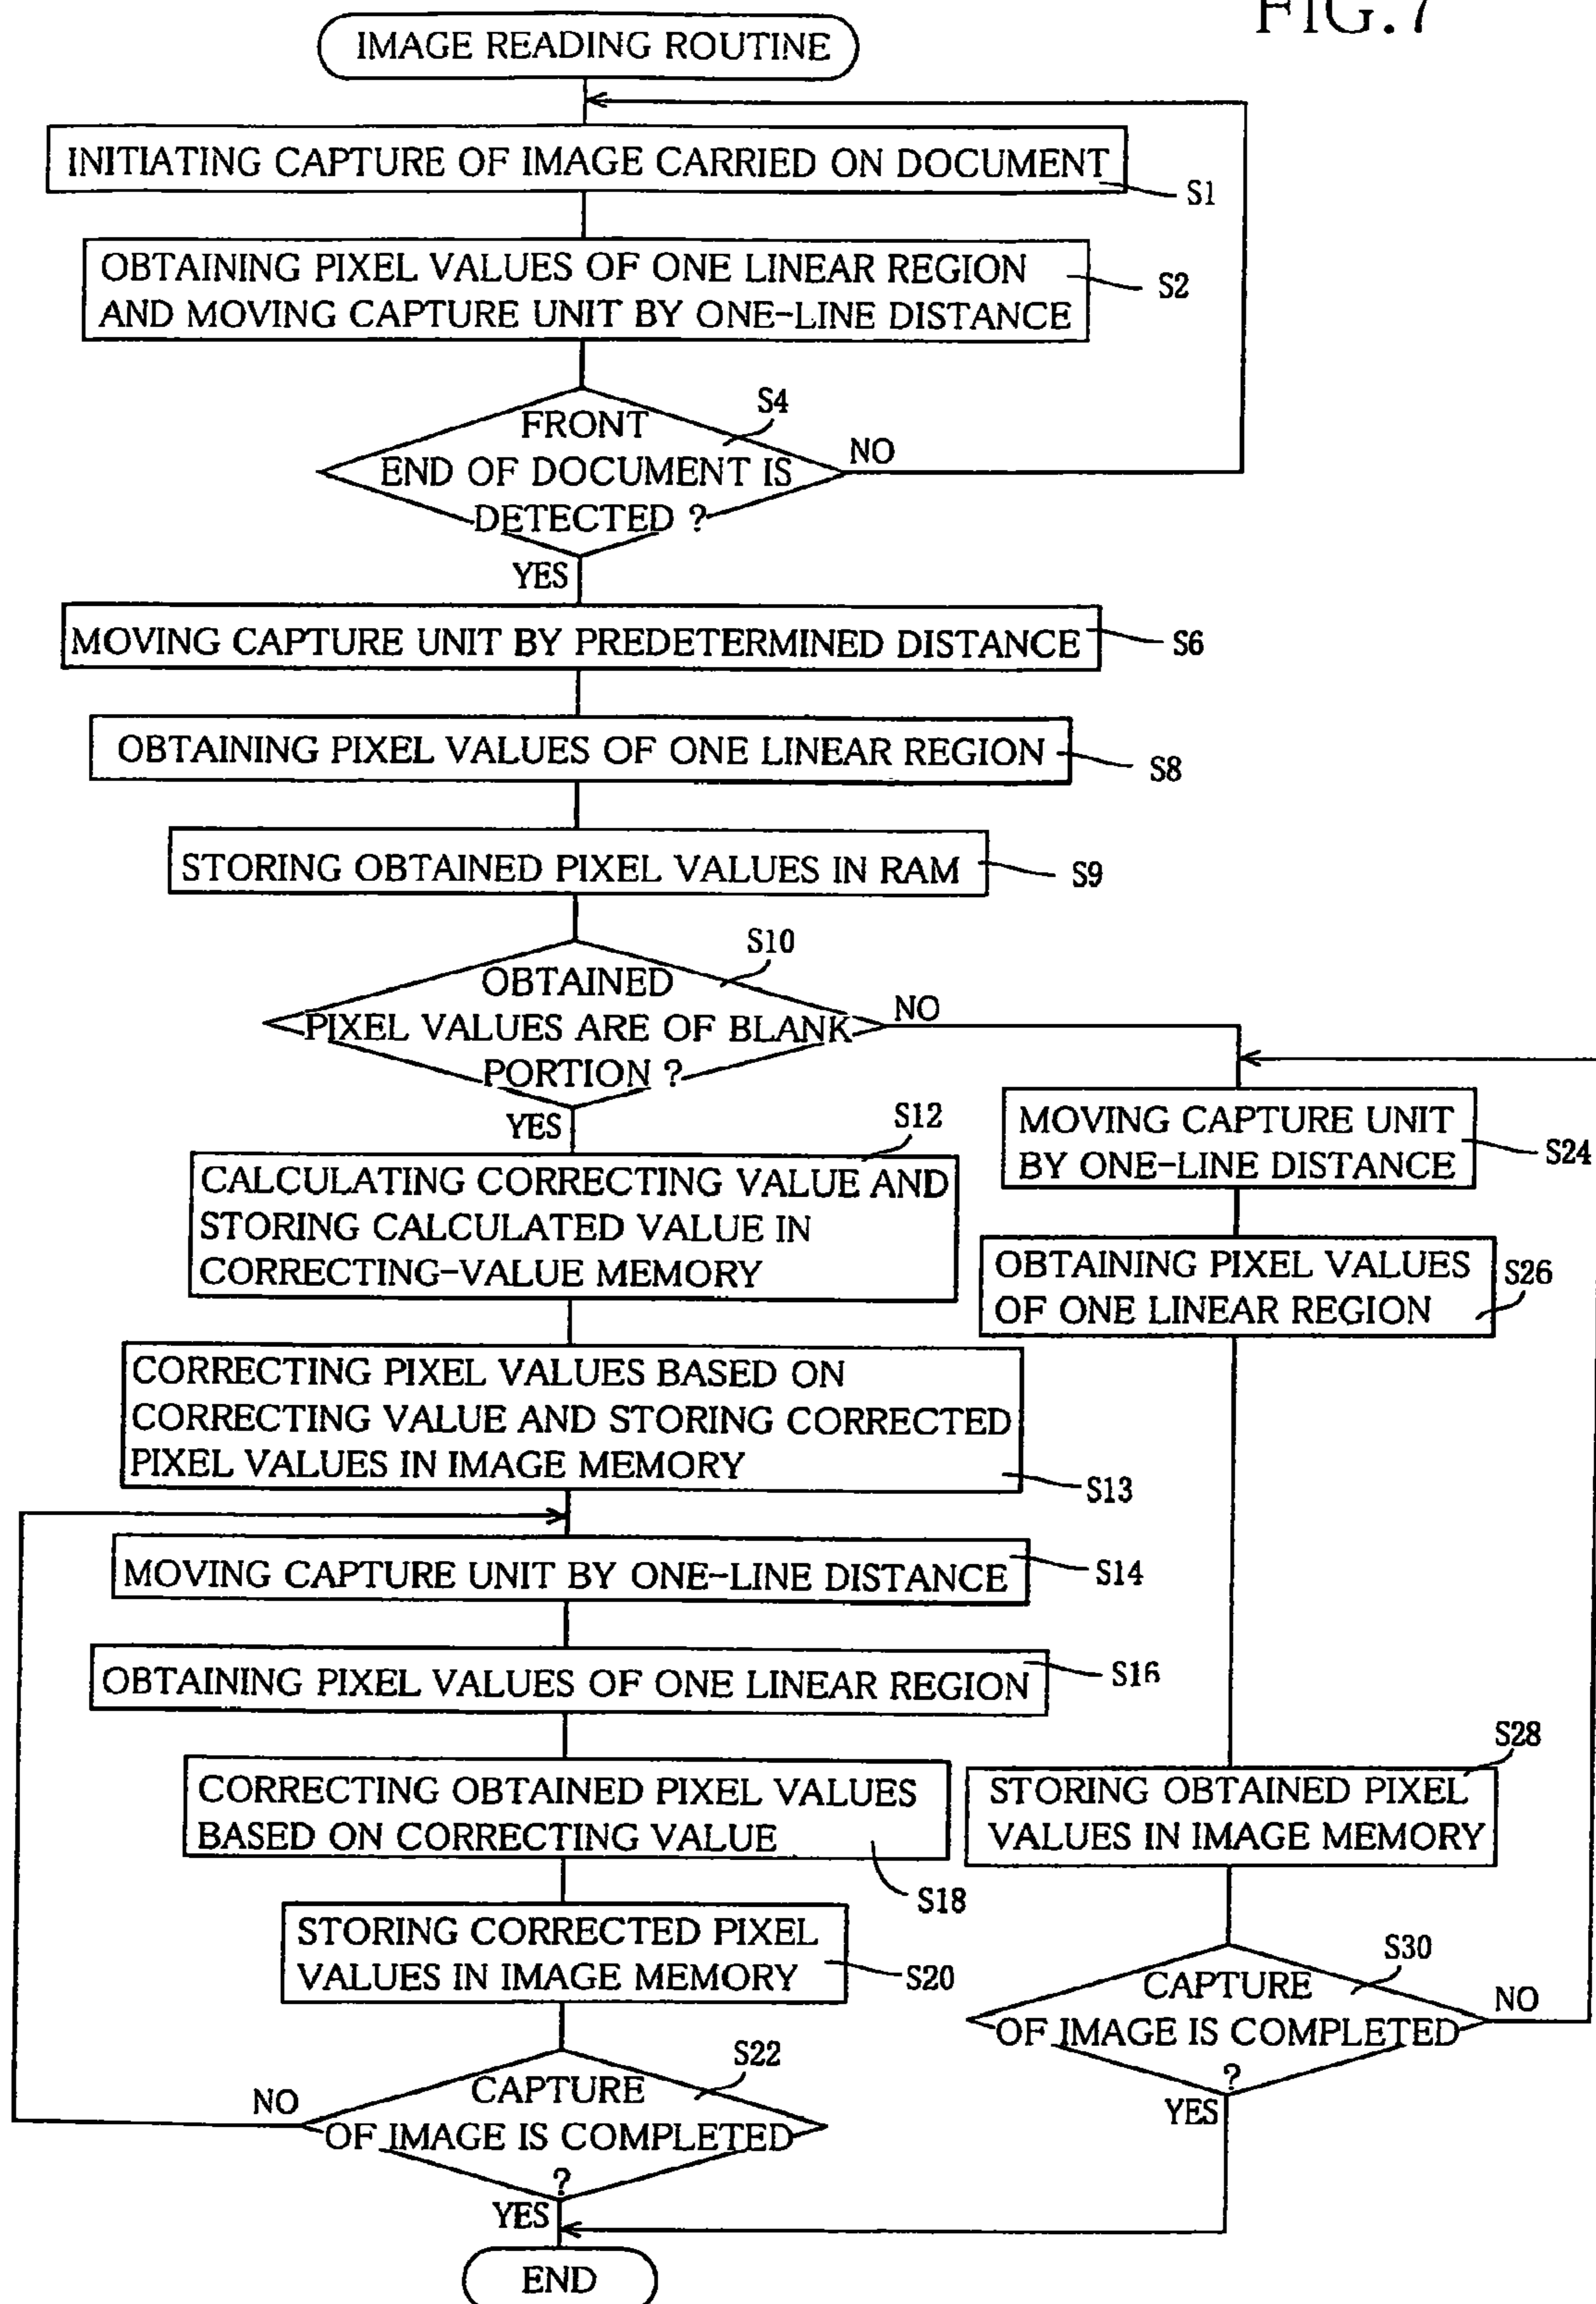 FIG.7
IMAGE READING ROUTINE
INITIATING CAPTURE OF IMAGE CARRIED ON DOCUMENT
S1
OBTAINING PIXEL VALUES OF ONE LINEAR REGION
AND MOVING CAPTURE UNIT BY ONE-LINE DISTANCE
S2
S4
FRONT
END OF DOCUMENT IS
DETECTED ?
NO
YES
MOVING CAPTURE UNIT BY PREDETERMINED DISTANCE
S6
OBTAINING PIXEL VALUES OF ONE LINEAR REGION
S8
STORING OBTAINED PIXEL VALUES IN RAM
S9
S10
OBTAINED
PIXEL VALUES ARE OF BLANK
PORTION ?
NO
YES
S12
CALCULATING CORRECTING VALUE AND
STORING CALCULATED VALUE IN
CORRECTING-VALUE MEMORY
CORRECTING PIXEL VALUES BASED ON
CORRECTING VALUE AND STORING CORRECTED
PIXEL VALUES IN IMAGE MEMORY
S13
MOVING CAPTURE UNIT BY ONE-LINE DISTANCE
S14
OBTAINING PIXEL VALUES OF ONE LINEAR REGION
S16
CORRECTING OBTAINED PIXEL VALUES
BASED ON CORRECTING VALUE
S18
STORING CORRECTED PIXEL
VALUES IN IMAGE MEMORY
S20
S22
CAPTURE
OF IMAGE IS COMPLETED
?
NO
YES
MOVING CAPTURE UNIT
BY ONE-LINE DISTANCE
S24
OBTAINING PIXEL VALUES
OF ONE LINEAR REGION
S26
S28
STORING OBTAINED PIXEL
VALUES IN IMAGE MEMORY
S30
CAPTURE
OF IMAGE IS COMPLETED
?
NO
YES
END